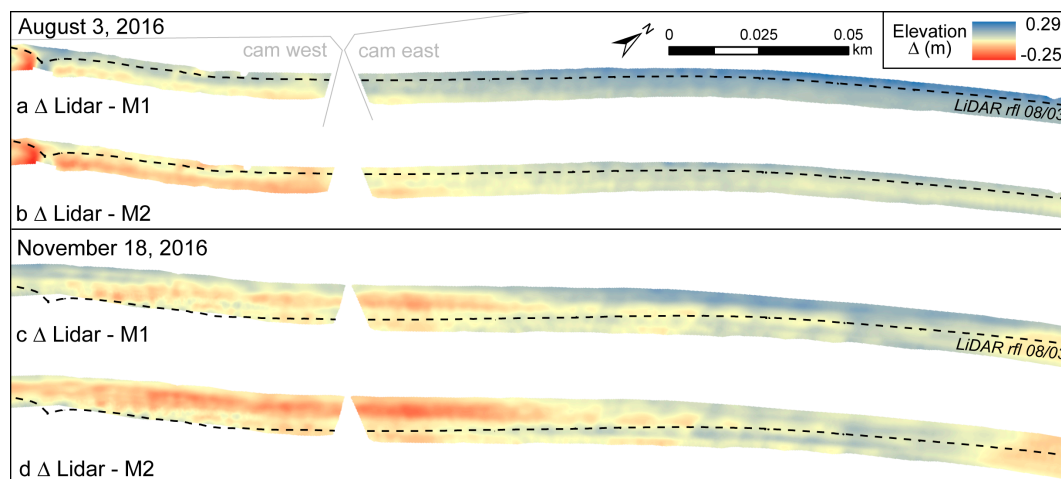 August 3, 2016
cam west
cam east
0
0.025
0.05
km
Elevation
Δ (m)
0.29
-0.25
a Δ Lidar - M1
LiDAR rfl 08/03
b Δ Lidar - M2
November 18, 2016
c Δ Lidar - M1
LiDAR rfl 08/03
d Δ Lidar - M2